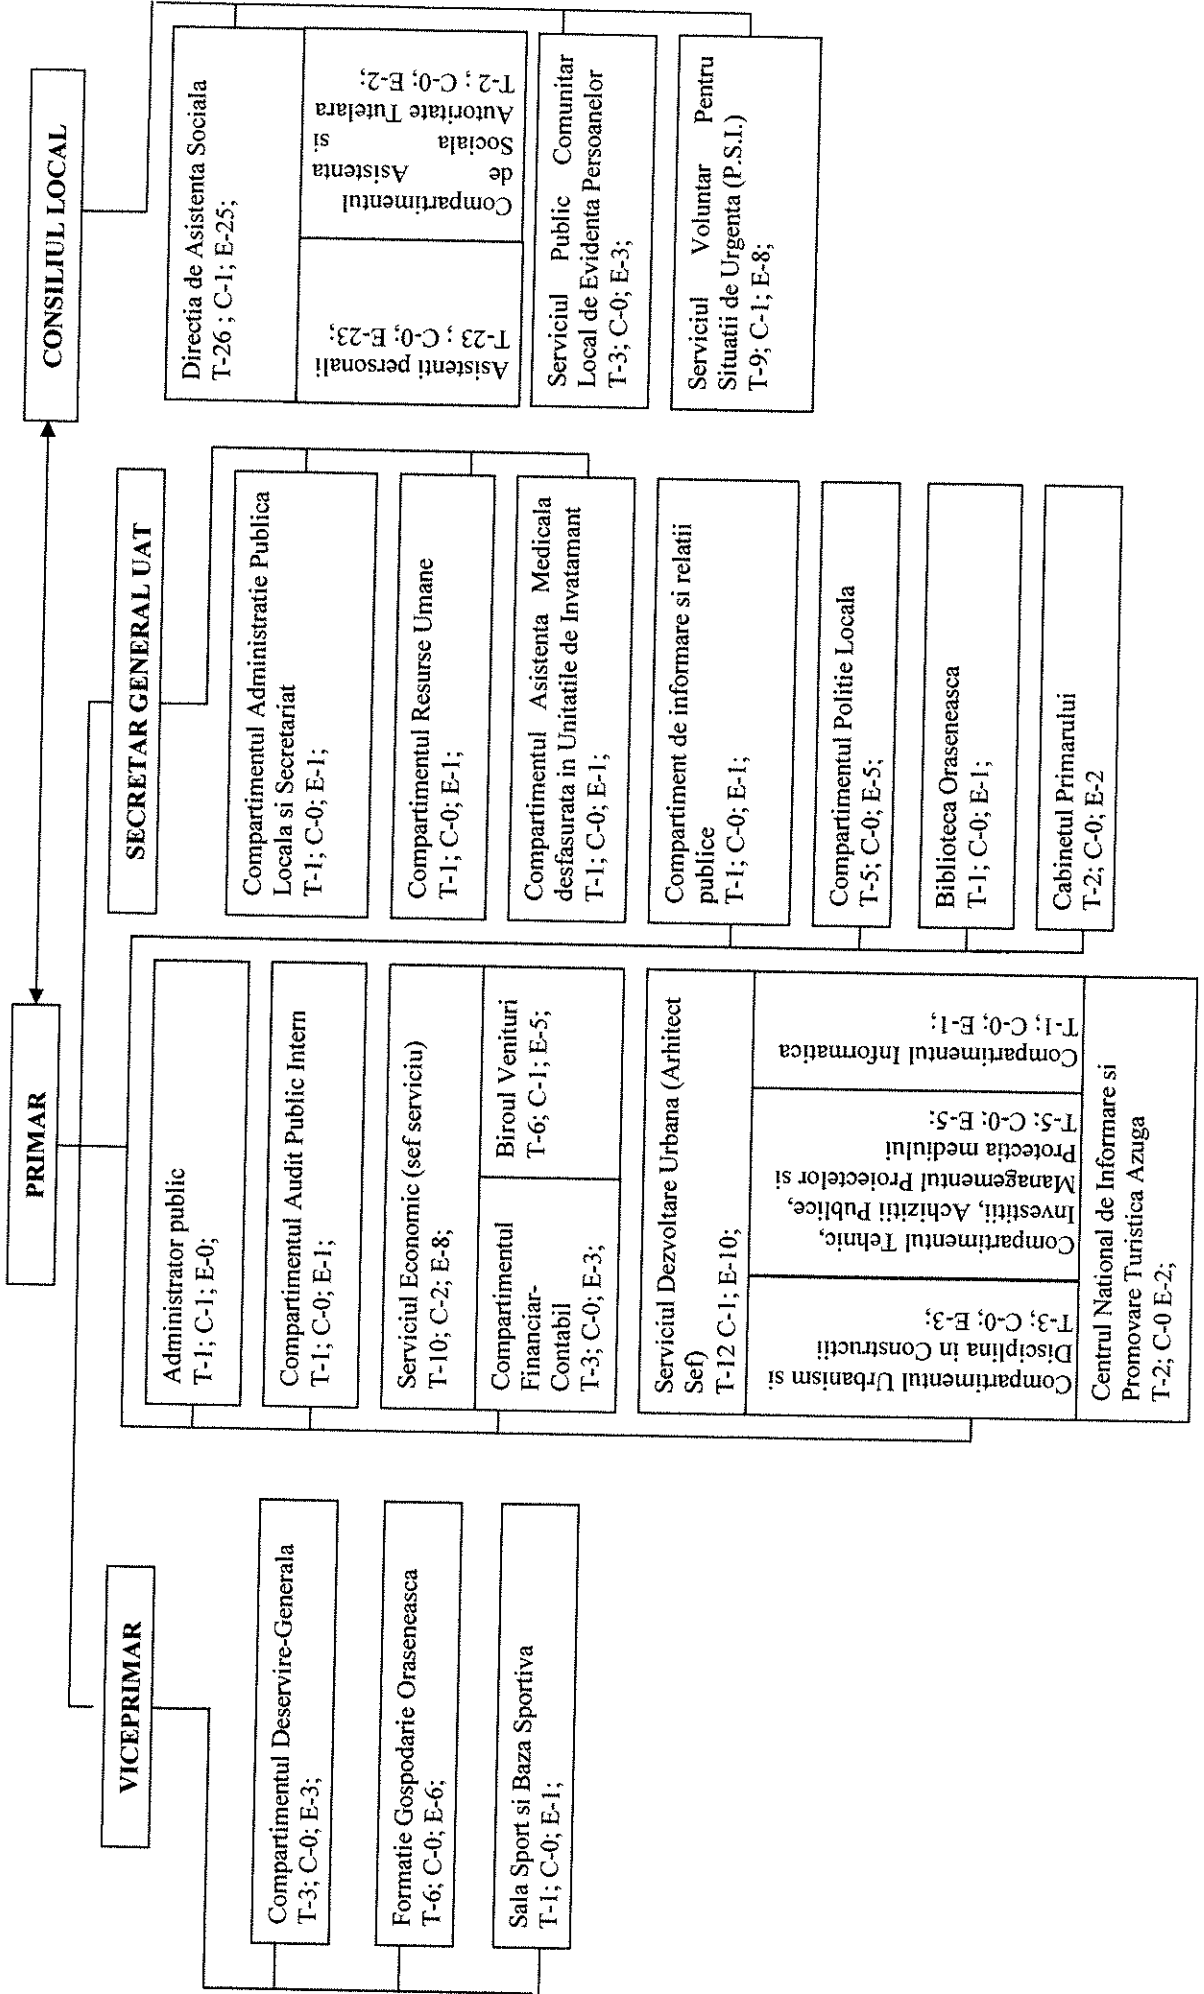 PRIMAR
CONSILIUL LOCAL
VICEPRIMAR
SECRETAR GENERAL UAT
Compartimentul Deservire-Generala
T-3; C-0; E-3;
Formatie Gospodarie Oraseneasca
T-6; C-0; E-6;
Sala Sport si Baza Sportiva
T-1; C-0; E-1;
Administrator public
T-1; C-1; E-0;
Compartimentul Audit Public Intern
T-1; C-0; E-1;
Serviciul Economic (sef serviciu)
T-10; C-2; E-8;
Compartimentul
Financiar-
Contabil
T-3; C-0; E-3;
Biroul Venituri
T-6; C-1; E-5;
Serviciul Dezvoltare Urbana (Arhitect
Sef)
T-12 C-1; E-10;
Compartimentul Urbanism si
Disciplina in Constructii
T-3; C-0; E-3;
Compartimentul Tehnic,
Investitii, Achizitii Publice,
Managementul Proiectelor si
Protectia mediului
T-5; C-0; E-5;
Compartimentul Informatica
T-1; C-0; E-1;
Centrul National de Informare si
Promovare Turistica Azuga
T-2; C-0 E-2;
Compartimentul Administratie Publica
Locala si Secretariat
T-1; C-0; E-1;
Compartimentul Resurse Umane
T-1; C-0; E-1;
Compartimentul Asistenta Medicala
desfasurata in Unitatile de Invatamant
T-1; C-0; E-1;
Compartiment de informare si relatii
publice
T-1; C-0; E-1;
Compartimentul Politie Locala
T-5; C-0; E-5;
Biblioteca Oraseneasca
T-1; C-0; E-1;
Cabinetul Primarului
T-2; C-0; E-2
Directia de Asistenta Sociala
T-26 ; C-1; E-25;
Asistenti personali
T-23 ; C-0; E-23;
Compartimentul
de Asistenta
Sociala si
Autoritate Tutelara
T-2 ; C-0; E-2;
Serviciul Public Comunitar
Local de Evidenta Persoanelor
T-3; C-0; E-3;
Serviciul Voluntar Pentru
Situatii de Urgenta (P.S.I.)
T-9; C-1; E-8;